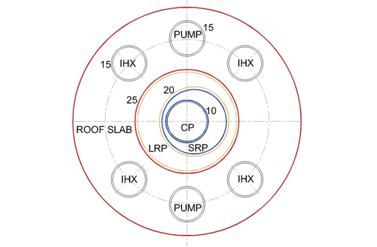 PUMP 15
15 IHX IHX
20
25
10
CP
ROOF SLAB
LRP SRP
IHX IHX
PUMP